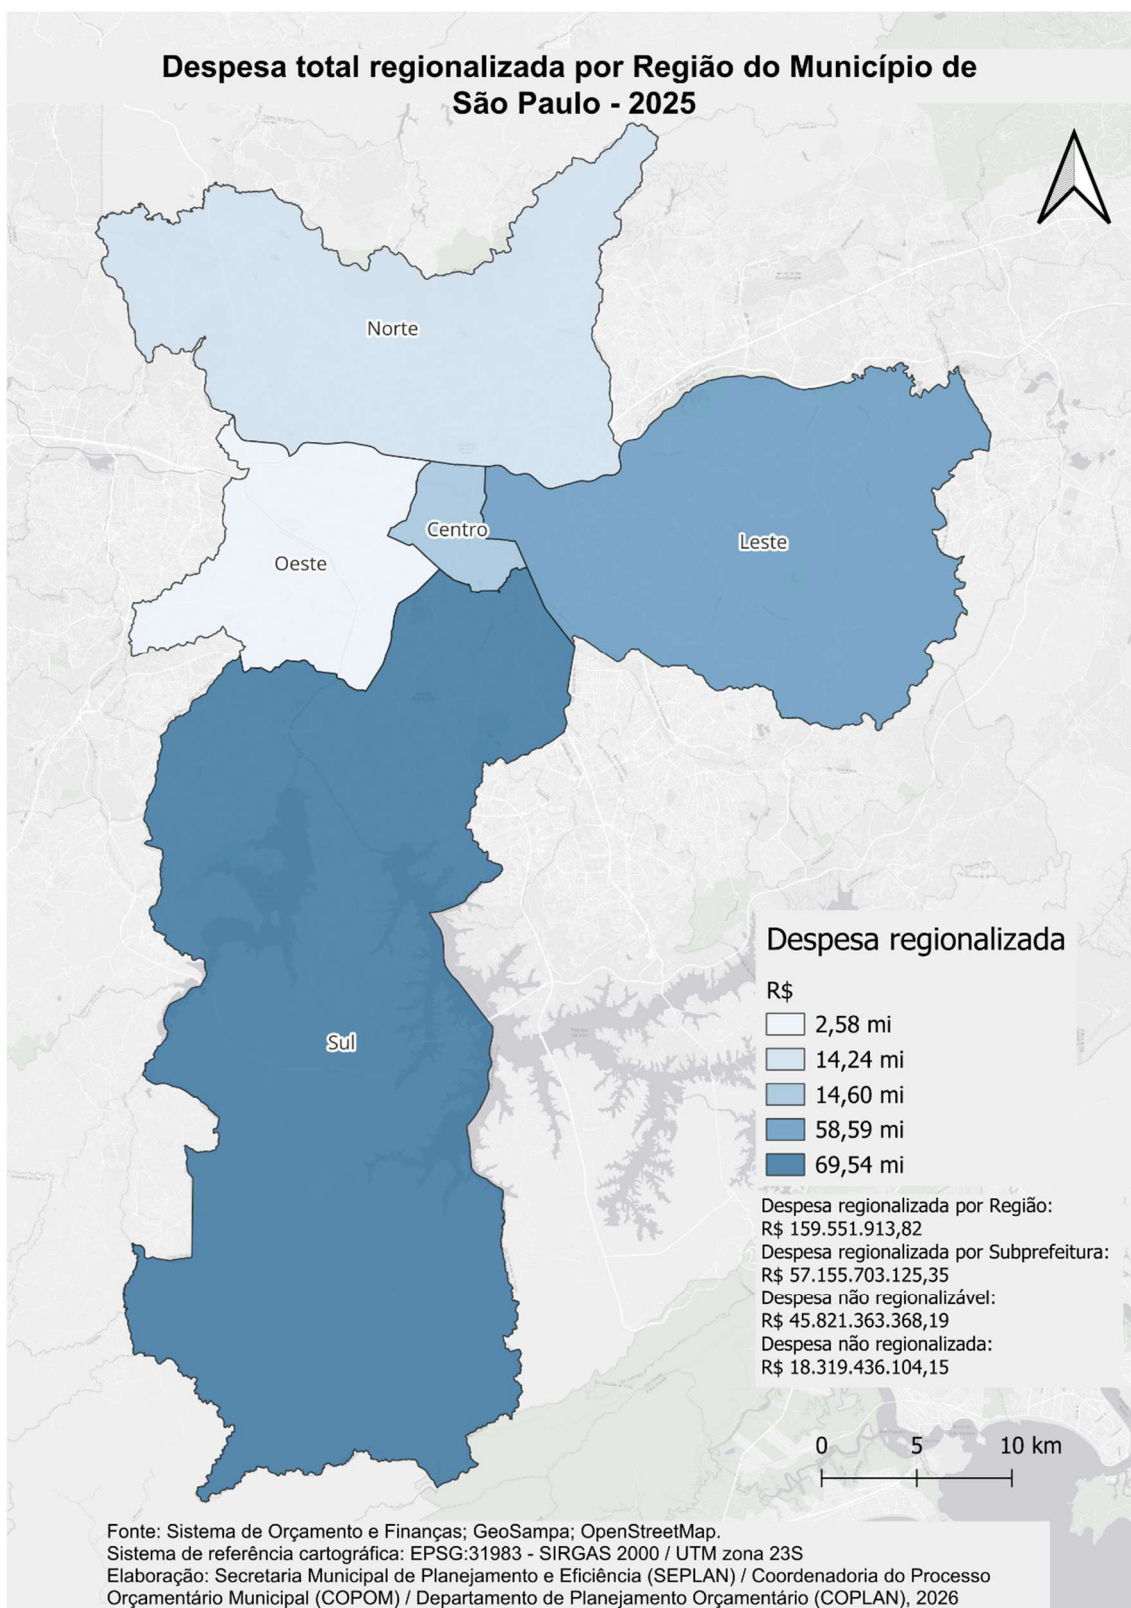 Despesa total regionalizada por Região do Município de
São Paulo - 2025
Norte
Centro
Leste
Oeste
Sul
Despesa regionalizada
R$
2,58 mi
14,24 mi
14,60 mi
58,59 mi
69,54 mi
Despesa regionalizada por Região:
R$ 159.551.913,82
Despesa regionalizada por Subprefeitura:
R$ 57.155.703.125,35
Despesa não regionalizável:
R$ 45.821.363.368,19
Despesa não regionalizada:
R$ 18.319.436.104,15
0 5 10 km
Fonte: Sistema de Orçamento e Finanças; GeoSampa; OpenStreetMap.
Sistema de referência cartográfica: EPSG:31983 - SIRGAS 2000 / UTM zona 23S
Elaboração: Secretaria Municipal de Planejamento e Eficiência (SEPLAN) / Coordenadoria do Processo
Orçamentário Municipal (COPOM) / Departamento de Planejamento Orçamentário (COPLAN), 2026